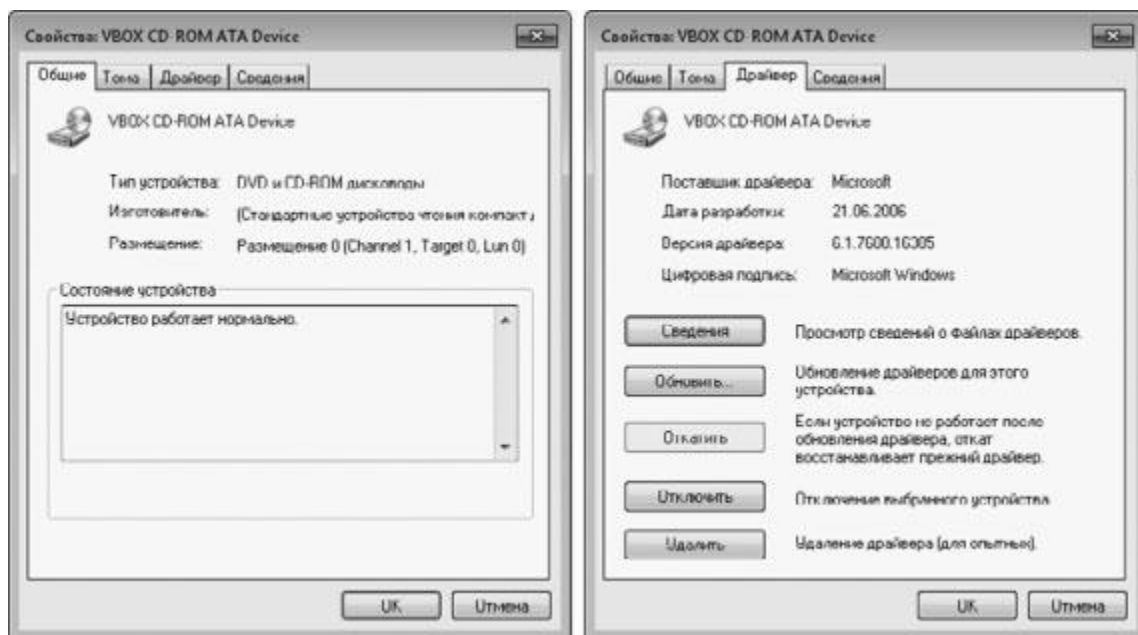 Свойства: VBOX CD-ROM ATA Device
Общие Тома Драйвер Сведения
VBOX CD-ROM ATA Device
Тип устройства: DVD и CD-ROM дисководы
Изготовитель: (Стандартные устройства чтения компакт д
Размещение: Размещение 0 (Channel 1, Target 0, Lun 0)
Состояние устройства
Устройство работает нормально.
OK Отмена
Свойства: VBOX CD-ROM ATA Device
Общие Тома Драйвер Сведения
VBOX CD-ROM ATA Device
Поставщик драйвера: Microsoft
Дата разработки: 21.06.2006
Версия драйвера: 6.1.7600.16385
Цифровая подпись: Microsoft Windows
Сведения Просмотр сведений о файлах драйверов.
Обновить... Обновление драйверов для этого
устройства.
Откатить Если устройство не работает после
обновления драйвера, откат
восстанавливает прежний драйвер.
Отключить Отключение выбранного устройства.
Удалить Удаление драйвера (для опытных).
OK Отмена